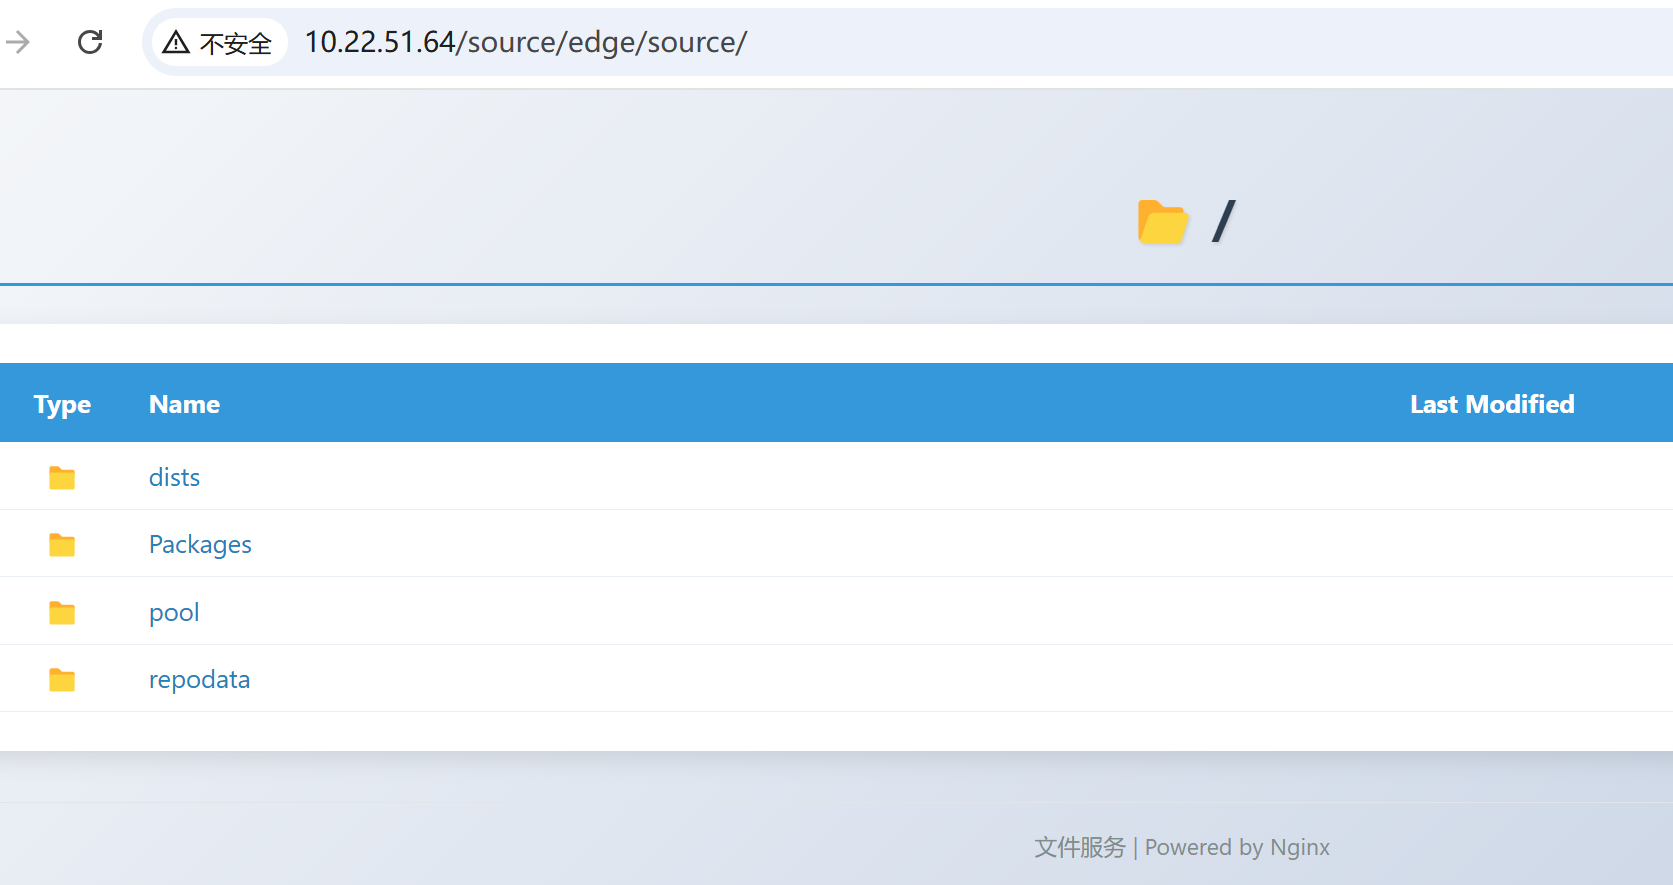 不安全 10.22.51.64/source/edge/source/
/
Type Name Last Modified
dists
Packages
pool
repodata
文件服务 | Powered by Nginx